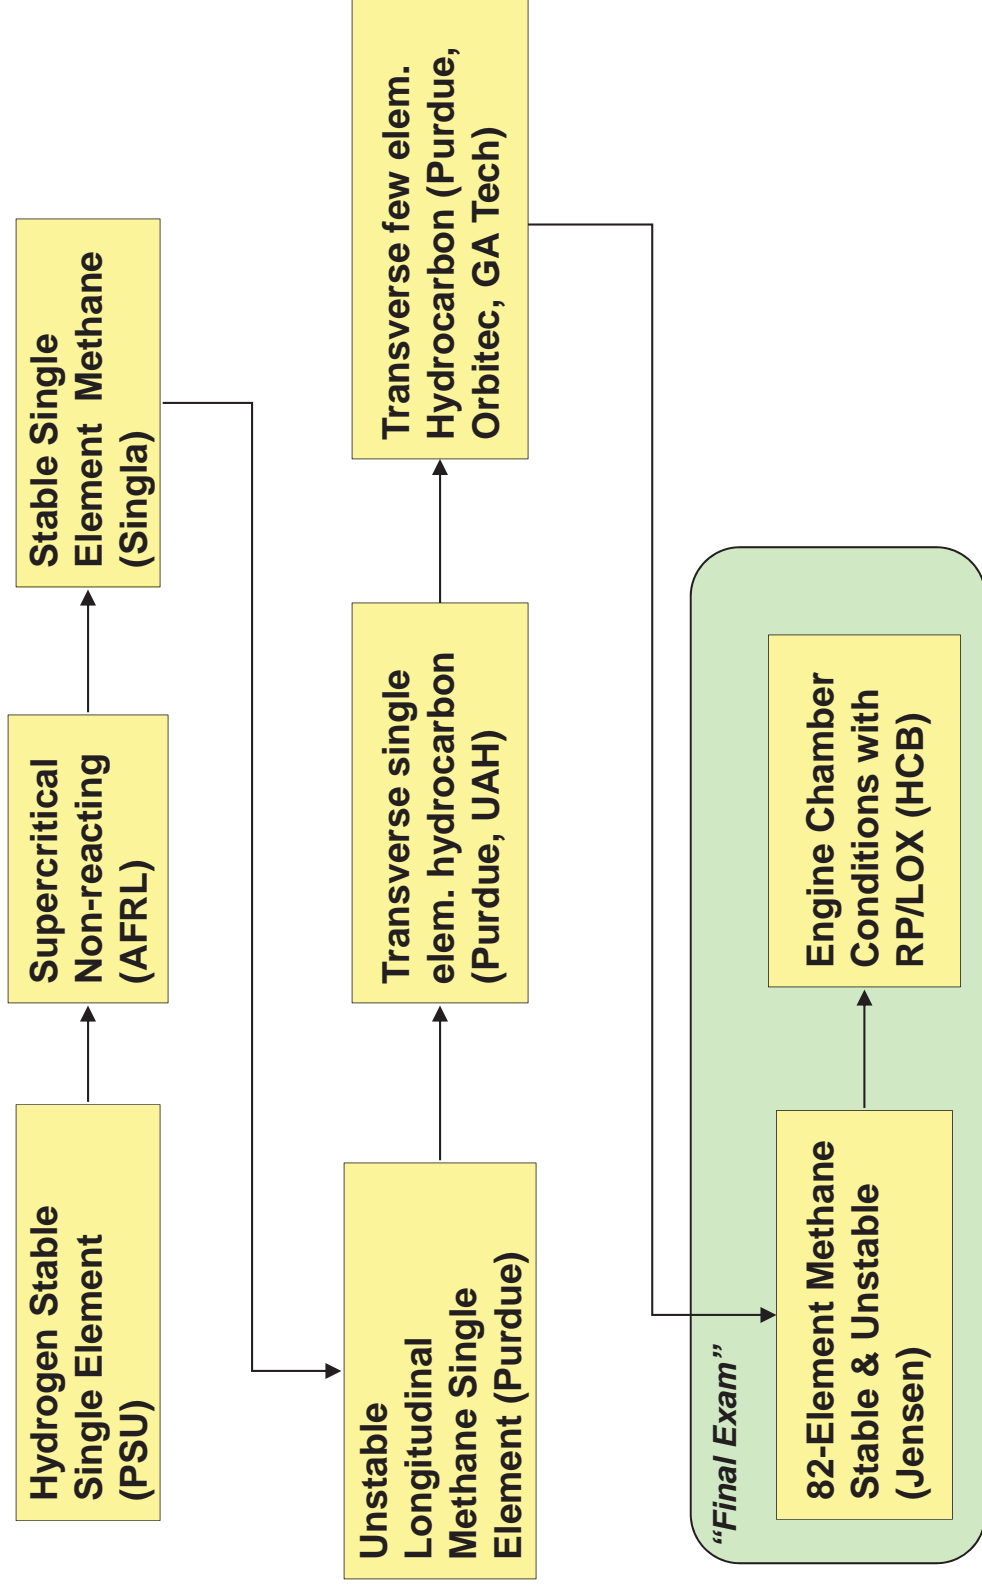 Hydrogen Stable
Single Element
(PSU)
Supercritical
Non-reacting
(AFRL)
Stable Single
Element Methane
(Singla)
Unstable
Longitudinal
Methane Single
Element (Purdue)
Transverse single
elem. hydrocarbon
(Purdue, UAH)
Transverse few elem.
Hydrocarbon (Purdue,
Orbitec, GA Tech)
“Final Exam”
82-Element Methane
Stable & Unstable
(Jensen)
Engine Chamber
Conditions with
RP/LOX (HCB)